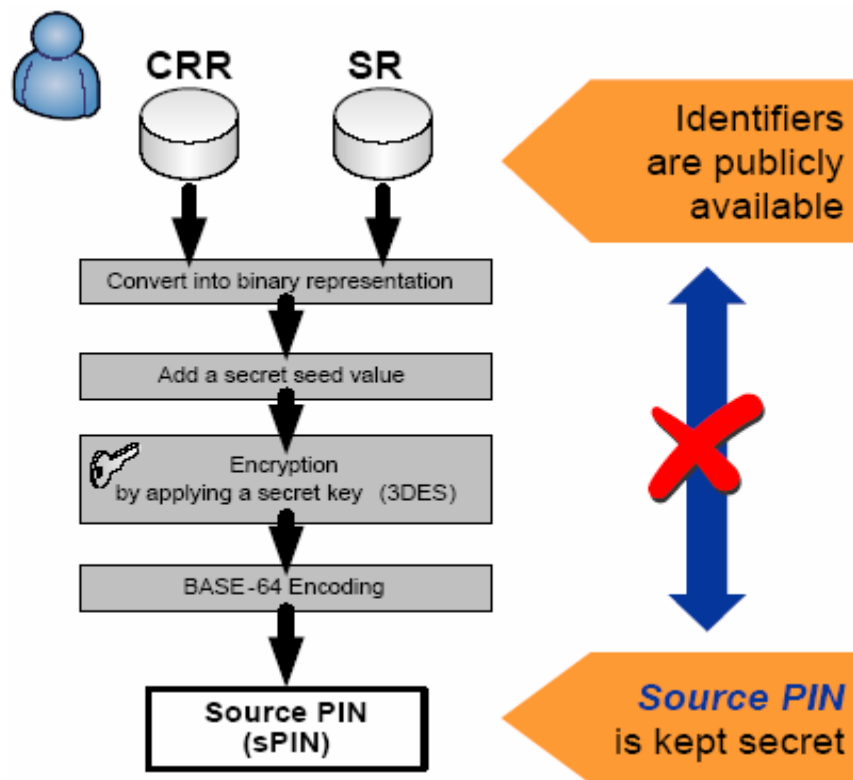 CRR
SR
Identifiers
are publicly
available
Convert into binary representation
Add a secret seed value
Encryption
by applying a secret key (3DES)
BASE-64 Encoding
Source PIN
(sPIN)
Source PIN
is kept secret